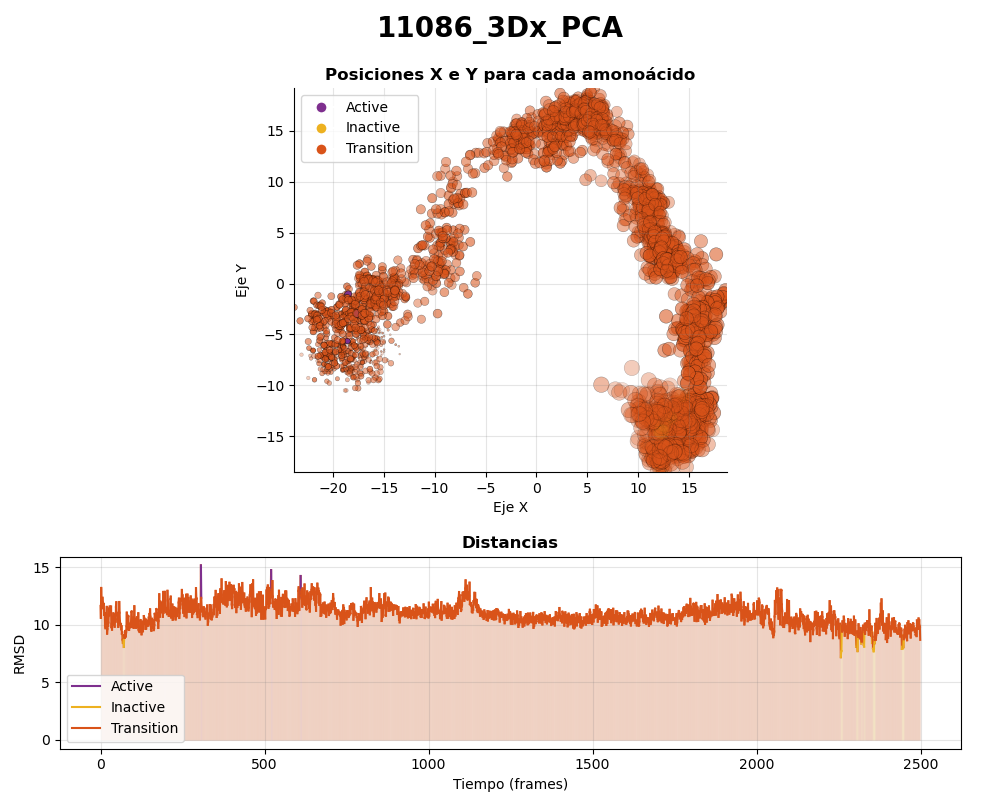 11086_3Dx_PCA
Posiciones X e Y para cada amonoácido
Active
Inactive
Transition
15
10
5
0
−5
−10
−15
Eje Y
−20
−15
−10
−5
0
5
10
15
Eje X
Distancias
15
10
5
0
RMSD
Active
Inactive
Transition
0
500
1000
1500
2000
2500
Tiempo (frames)